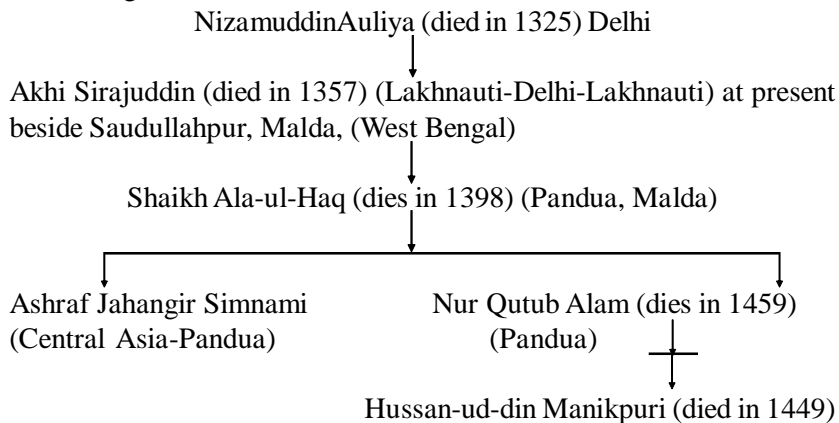 NizamuddinAuliya (died in 1325) Delhi
Akhi Sirajuddin (died in 1357) (Lakhnauti-Delhi-Lakhnauti) at present
beside Saudullahpur, Malda, (West Bengal)
Shaikh Ala-ul-Haq (dies in 1398) (Pandua, Malda)
Ashraf Jahangir Simnami
(Central Asia-Pandua)
Nur Qutub Alam (dies in 1459)
(Pandua)
Hussan-ud-din Manikpuri (died in 1449)